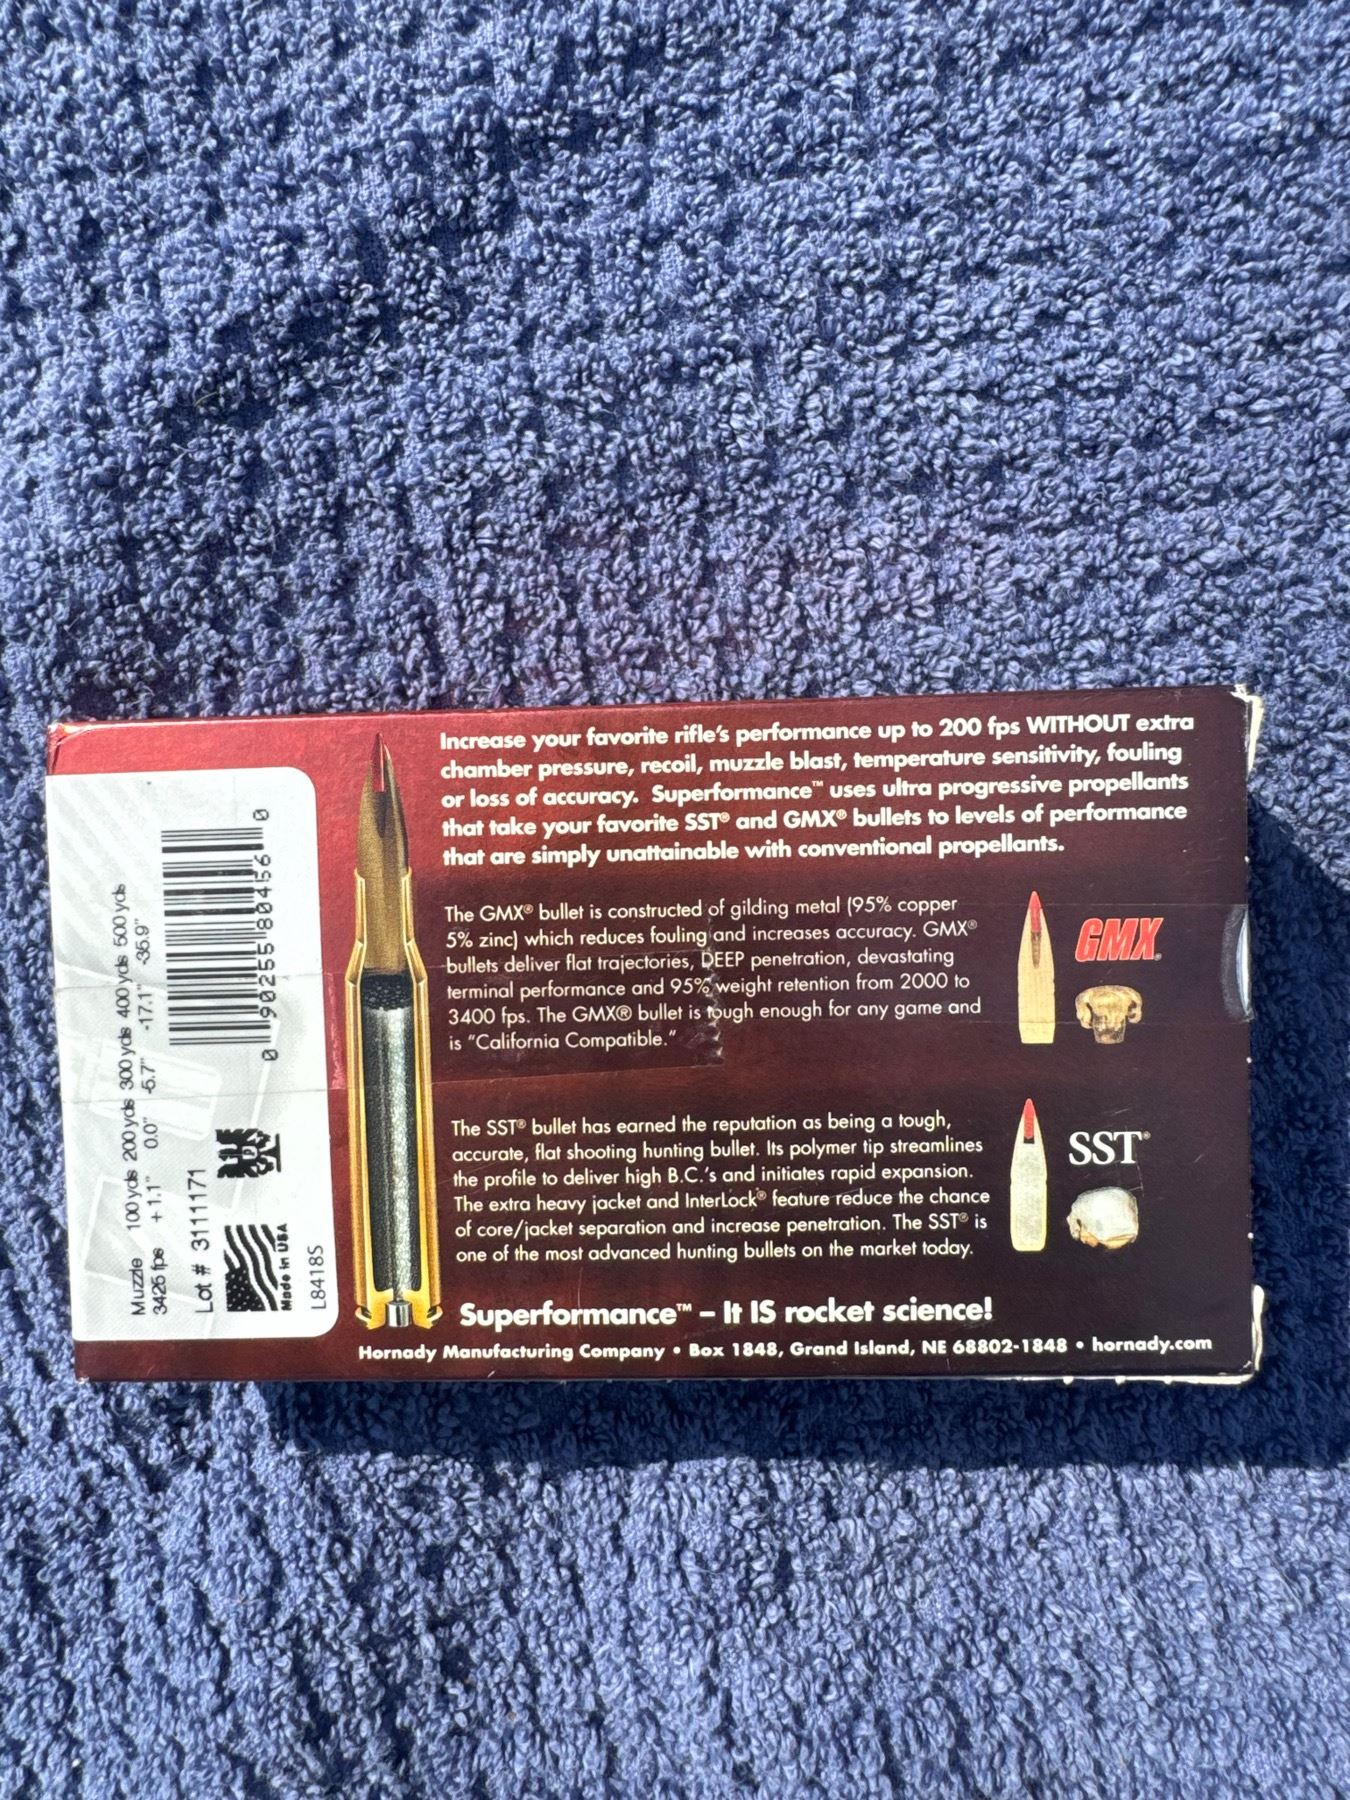 Increase your favorite rifle's performance up to 200 fps WITHOUT extra
chamber pressure, recoil, muzzle blast, temperature sensitivity, fouling
or loss of accuracy. Superformance™ uses ultra progressive propellants
that take your favorite SST® and GMX® bullets to levels of performance
that are simply unattainable with conventional propellants.
The GMX® bullet is constructed of gilding metal (95% copper
5% zinc) which reduces fouling and increases accuracy. GMX®
bullets deliver flat trajectories, DEEP penetration, devastating
terminal performance and 95% weight retention from 2000 to
3400 fps. The GMX® bullet is tough enough for any game and
is "California Compatible."
GMX®
The SST® bullet has earned the reputation as being a tough,
accurate, flat shooting hunting bullet. Its polymer tip streamlines
the profile to deliver high B.C.'s and initiates rapid expansion.
The extra heavy jacket and InterLock® feature reduce the chance
of core/jacket separation and increase penetration. The SST® is
one of the most advanced hunting bullets on the market today.
SST®
Superformance™ – It IS rocket science!
Hornady Manufacturing Company • Box 1848, Grand Island, NE 68802-1848 • hornady.com
Muzzle 100 yds 200 yds 300 yds 400 yds 500 yds
3425 fps +1.1" 0.0" -5.7" -17.1" -35.9"
0 90255 80456 0
Lot # 3111171
Made in USA
L8418S